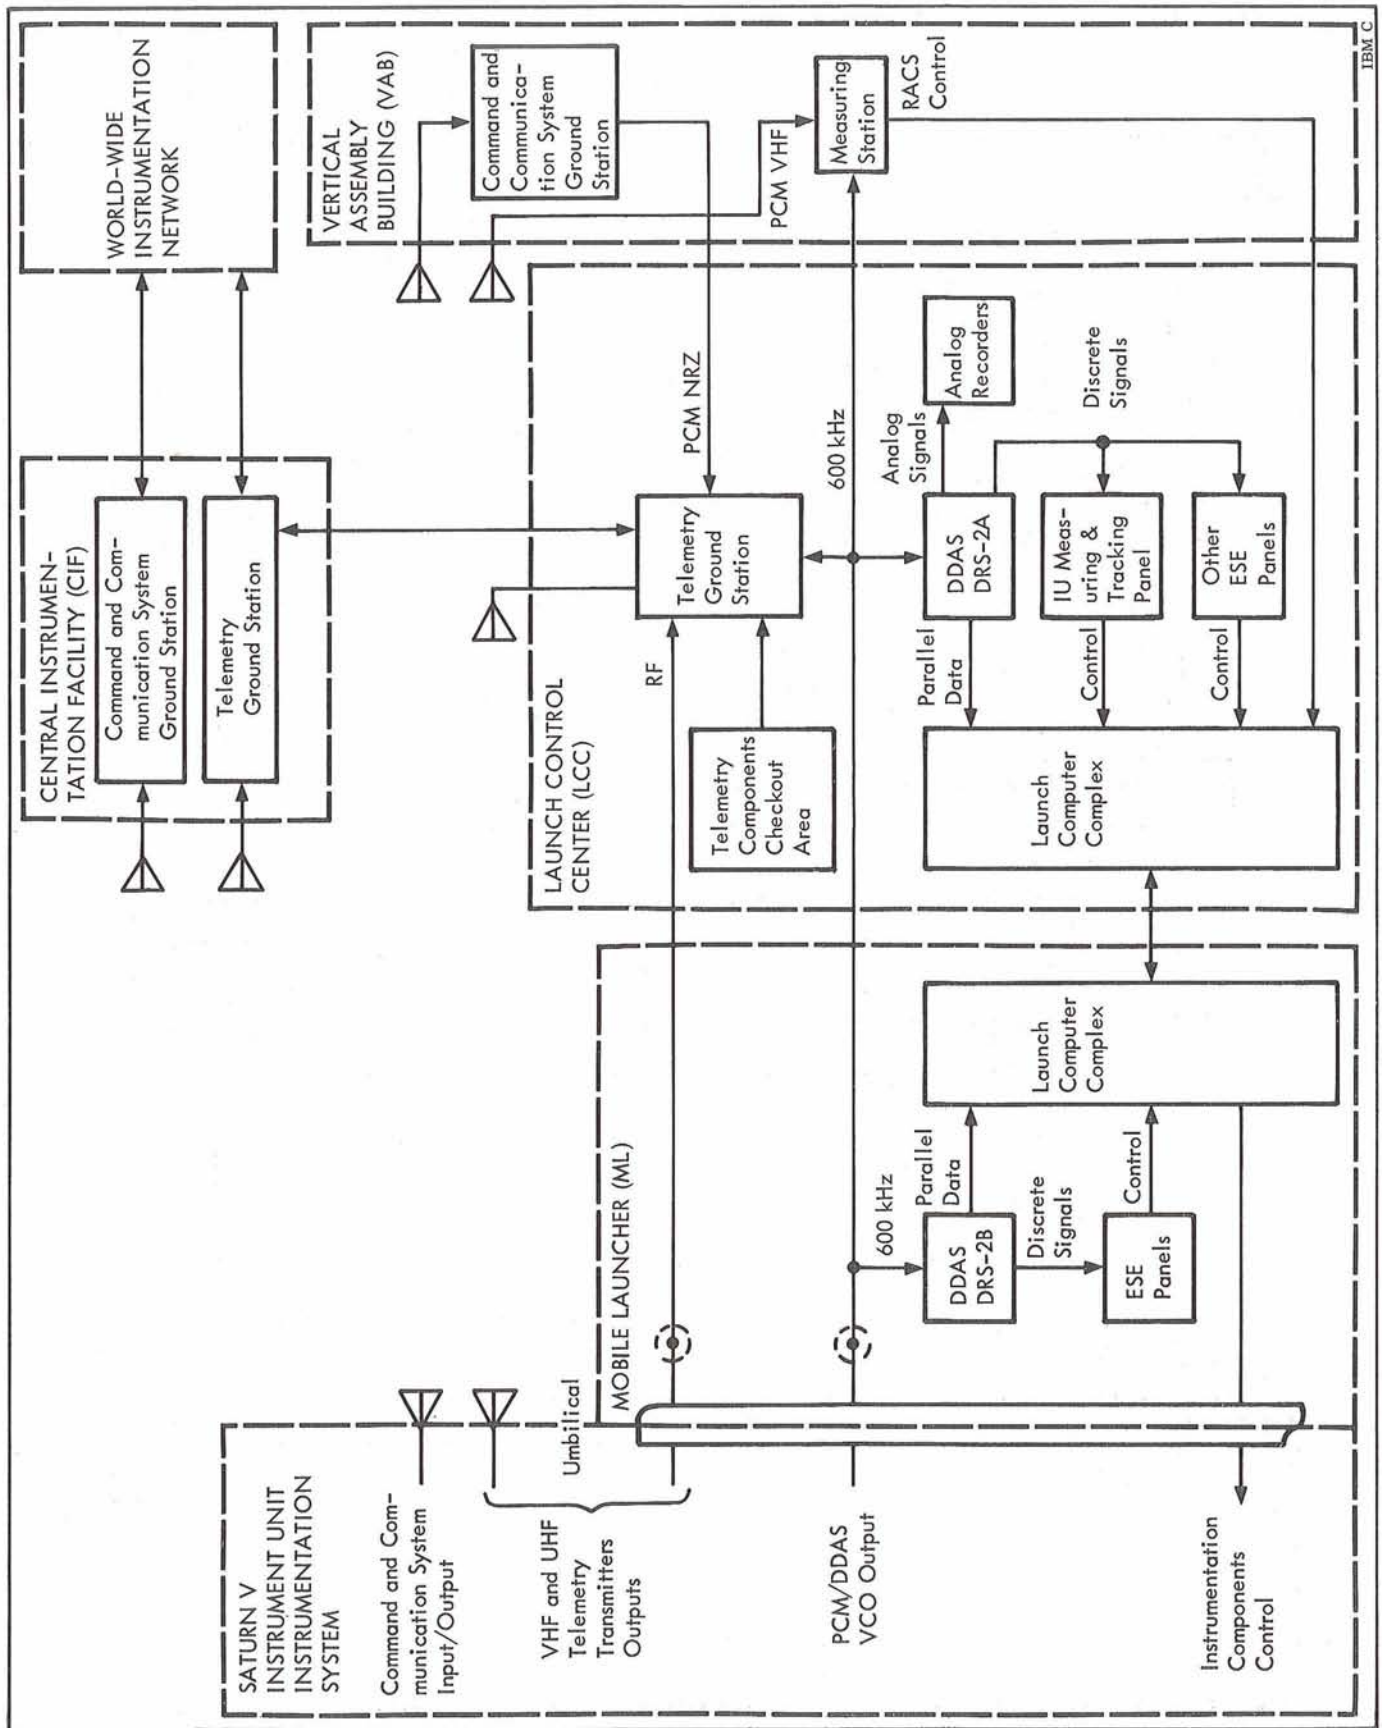 SATURN V
INSTRUMENT UNIT
INSTRUMENTATION
SYSTEM
Command and Com-
munication System
Input/Output
VHF and UHF
Telemetry
Transmitters
Outputs
PCM/DDAS
VCO Output
Instrumentation
Components
Control
Umbilical
MOBILE LAUNCHER (ML)
600 kHz
DDAS
DRS-2B
Parallel
Data
Discrete
Signals
ESE
Panels
Control
Launch
Computer
Complex
CENTRAL INSTRUMEN-
TATION FACILITY (CIF)
Command and Com-
munication System
Ground Station
Telemetry
Ground Station
LAUNCH CONTROL
CENTER (LCC)
RF
Telemetry
Components
Checkout
Area
Telemetry
Ground
Station
PCM NRZ
600 kHz
Launch
Computer
Complex
Parallel
Data
Control
Control
DDAS
DRS-2A
IU Meas-
uring &
Tracking
Panel
Other
ESE
Panels
Analog
Signals
Analog
Recorders
Discrete
Signals
WORLD-WIDE
INSTRUMENTATION
NETWORK
VERTICAL
ASSEMBLY
BUILDING (VAB)
Command and
Communica-
tion System
Ground
Station
PCM VHF
Measuring
Station
RACS
Control
IBM C